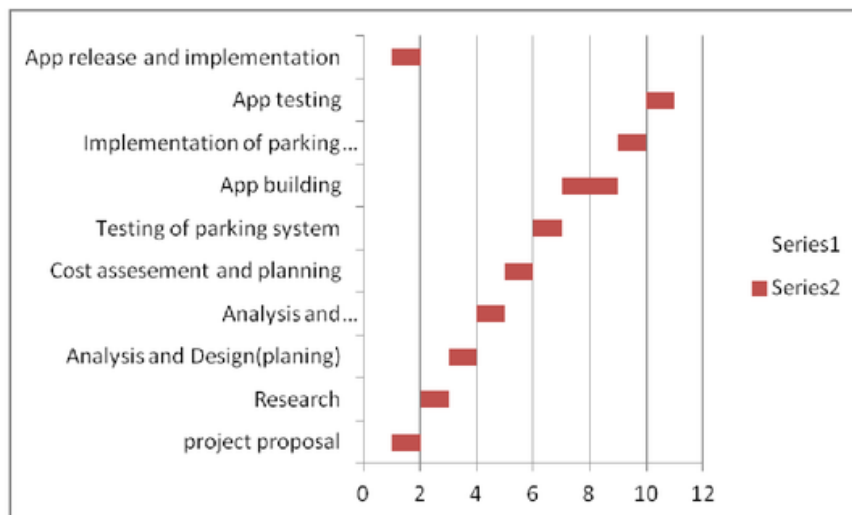 App release and implementation
App testing
Implementation of parking ...
App building
Testing of parking system
Cost assesement and planning
Analysis and ...
Analysis and Design(planing)
Research
project proposal
Series1
Series2
0 2 4 6 8 10 12